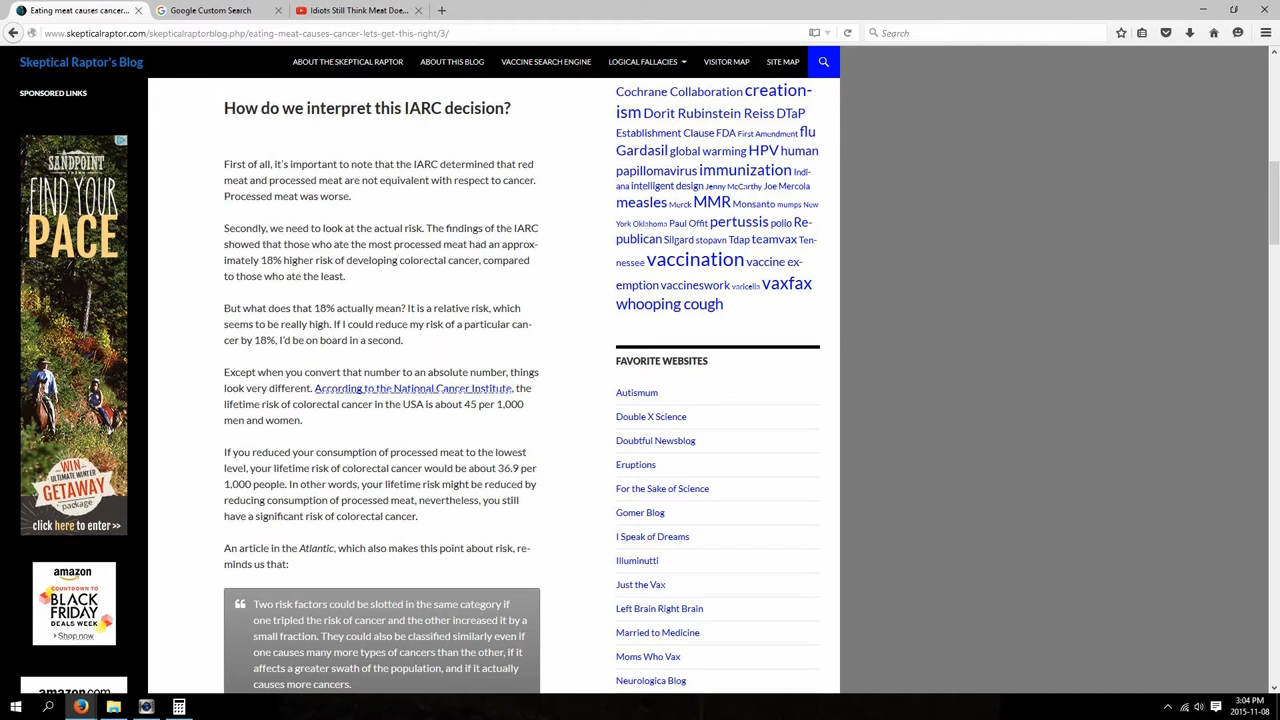 Eating meat causes cancer...
Google Custom Search
Idiots Still Think Meat Doe...
www.skepticalraptor.com/skepticalraptorblog.php/eating-meat-causes-cancer-lets-get-this-right/3/
Search
Skeptical Raptor's Blog
ABOUT THE SKEPTICAL RAPTOR
ABOUT THIS BLOG
VACCINE SEARCH ENGINE
LOGICAL FALLACIES
VISITOR MAP
SITE MAP
SPONSORED LINKS
SANDPOINT
FIND YOUR
PACE
WIN
ULTIMATE WINTER
GETAWAY
package
click here to enter >>
amazon
COUNTDOWN TO
BLACK
FRIDAY
DEALS WEEK
Shop now
amazon.com
How do we interpret this IARC decision?
First of all, it's important to note that the IARC determined that red
meat and processed meat are not equivalent with respect to cancer.
Processed meat was worse.
Secondly, we need to look at the actual risk. The findings of the IARC
showed that those who ate the most processed meat had an approx-
imately 18% higher risk of developing colorectal cancer, compared
to those who ate the least.
But what does that 18% actually mean? It is a relative risk, which
seems to be really high. If I could reduce my risk of a particular can-
cer by 18%, I'd be on board in a second.
Except when you convert that number to an absolute number, things
look very different. According to the National Cancer Institute, the
lifetime risk of colorectal cancer in the USA is about 45 per 1,000
men and women.
If you reduced your consumption of processed meat to the lowest
level, your lifetime risk of colorectal cancer would be about 36.9 per
1,000 people. In other words, your lifetime risk might be reduced by
reducing consumption of processed meat, nevertheless, you still
have a significant risk of colorectal cancer.
An article in the Atlantic, which also makes this point about risk, re-
minds us that:
Two risk factors could be slotted in the same category if
one tripled the risk of cancer and the other increased it by a
small fraction. They could also be classified similarly even if
one causes many more types of cancers than the other, if it
affects a greater swath of the population, and if it actually
causes more cancers.
Cochrane Collaboration creation-
ism Dorit Rubinstein Reiss DTaP
Establishment Clause FDA First Amendment flu
Gardasil global warming HPV human
papillomavirus immunization Indi-
ana intelligent design Jenny McCarthy Joe Mercola
measles Merck MMR Monsanto mumps New
York Oklahoma Paul Offit pertussis polio Re-
publican Silgard stopavn Tdap teamvax Ten-
nessee vaccination vaccine ex-
emption vaccineswork varicella vaxfax
whooping cough
FAVORITE WEBSITES
Autismum
Double X Science
Doubtful Newsblog
Eruptions
For the Sake of Science
Gomer Blog
I Speak of Dreams
Illuminutti
Just the Vax
Left Brain Right Brain
Married to Medicine
Moms Who Vax
Neurologica Blog
3:04 PM
2015-11-08